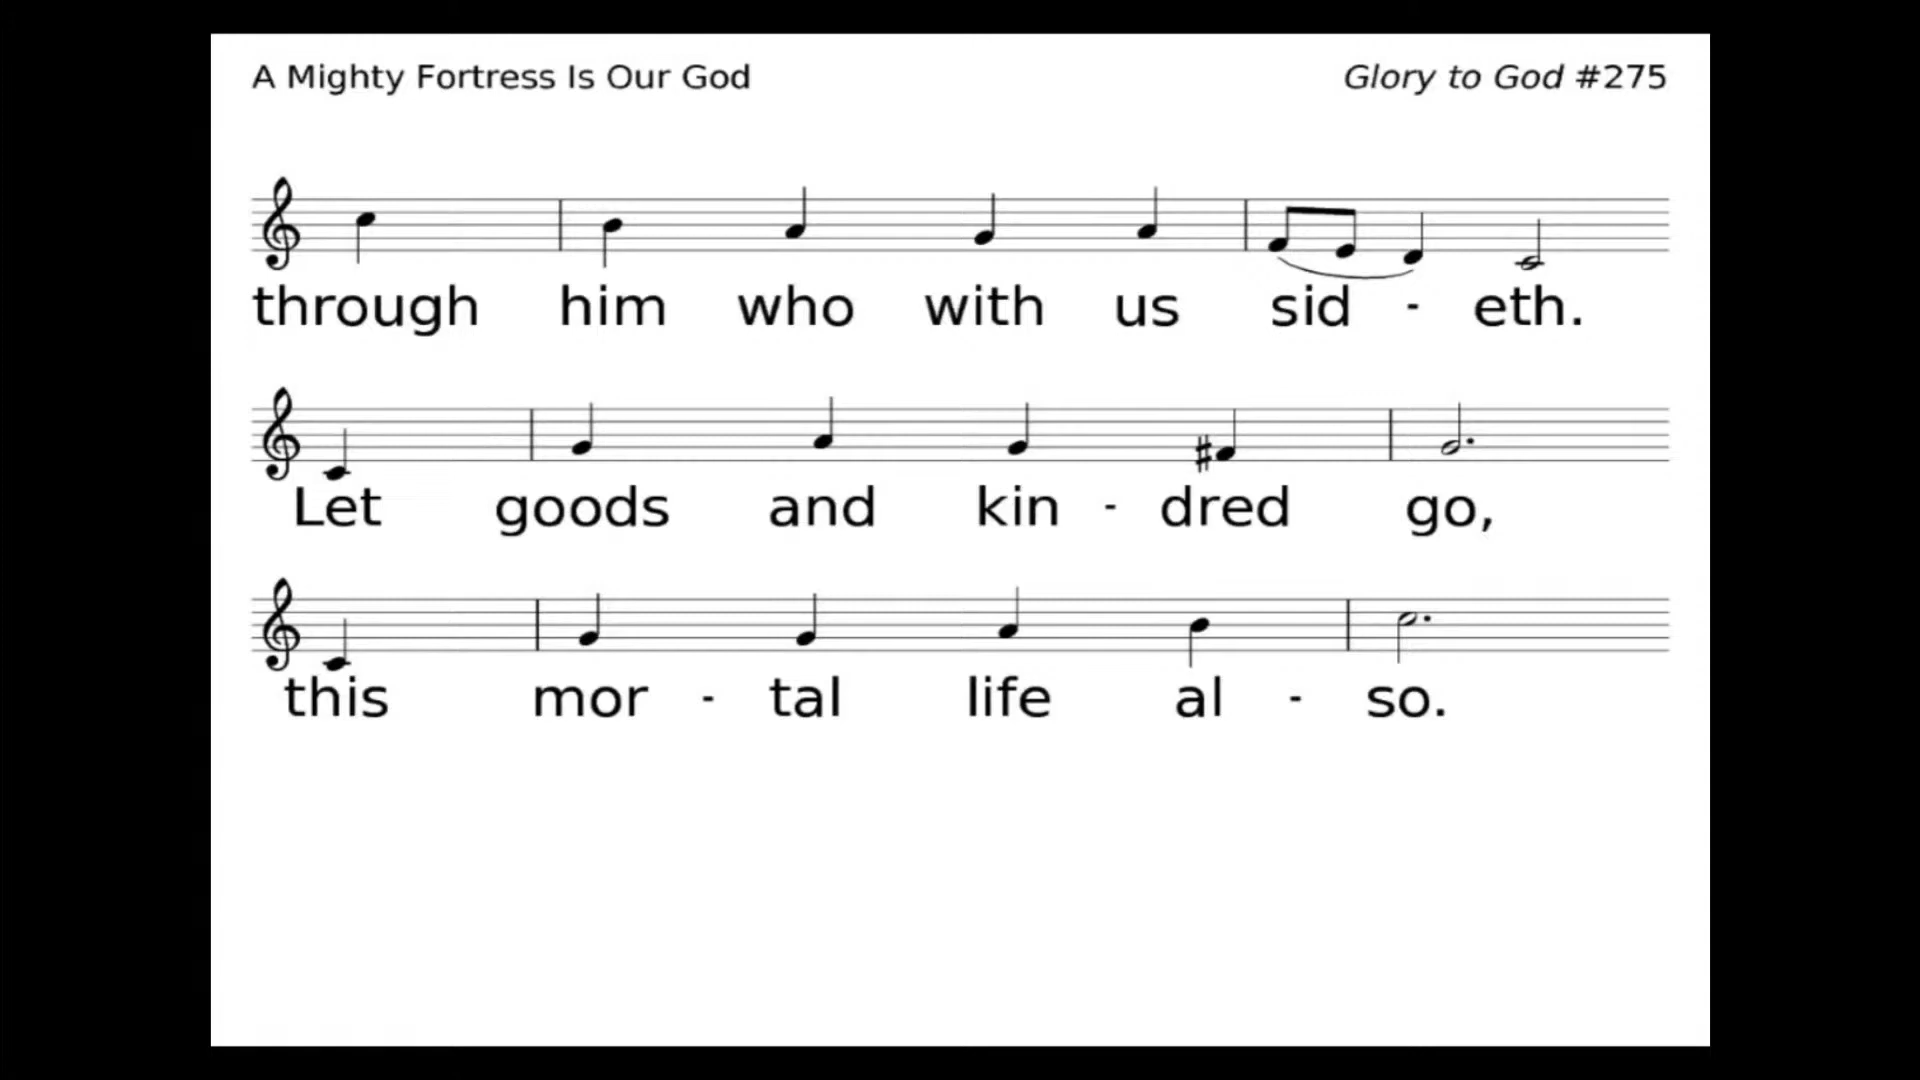 A Mighty Fortress Is Our God Glory to God #275
through him who with us sid - eth.
Let goods and kin - dred go,
this mor - tal life al - so.